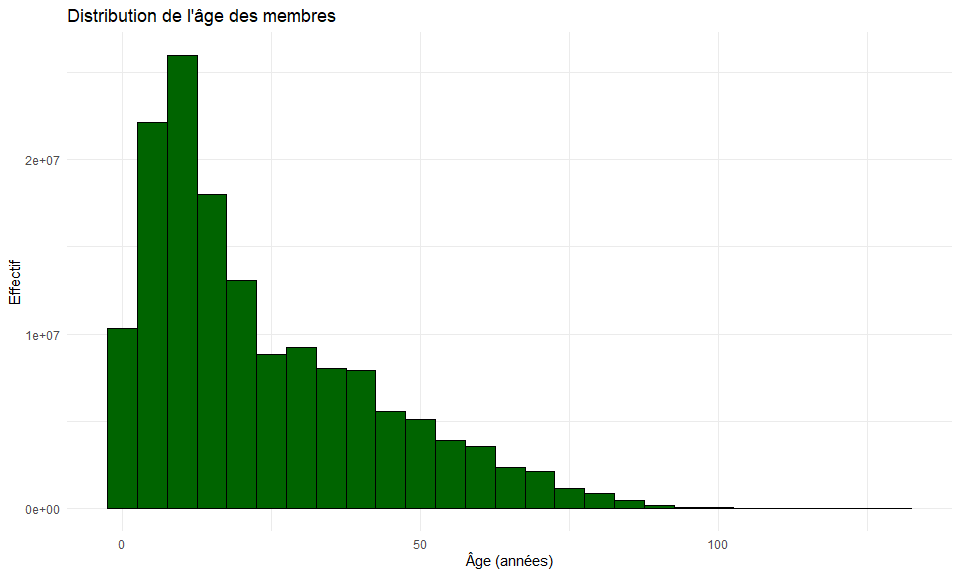 Distribution de l'âge des membres
Effectif
2e+07
1e+07
0e+00
0
50
100
Âge (années)